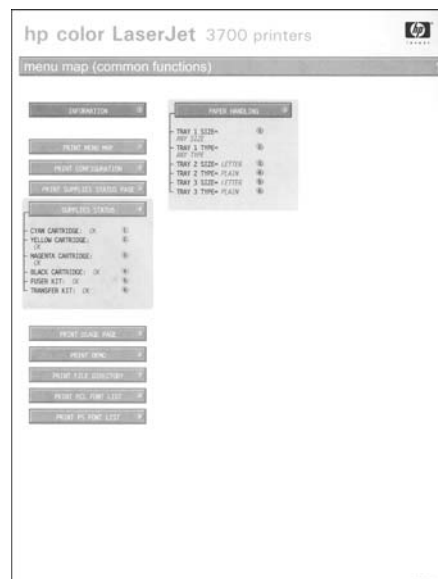 hp color LaserJet 3700 printers
hp
invent
menu map (common functions)
INFORMATION
PRINT MENU MAP
PRINT CONFIGURATION
PRINT SUPPLIES STATUS PAGE
SUPPLIES STATUS
CYAN CARTRIDGE: OK
YELLOW CARTRIDGE:
OK
MAGENTA CARTRIDGE:
OK
BLACK CARTRIDGE: OK
FUSER KIT: OK
TRANSFER KIT: OK
PRINT USAGE PAGE
PRINT DEMO
PRINT FILE DIRECTORY
PRINT PCL FONT LIST
PRINT PS FONT LIST
PAPER HANDLING
TRAY 1 SIZE=
ANY SIZE
TRAY 1 TYPE=
ANY TYPE
TRAY 2 SIZE= LETTER
TRAY 2 TYPE= PLAIN
TRAY 3 SIZE= LETTER
TRAY 3 TYPE= PLAIN